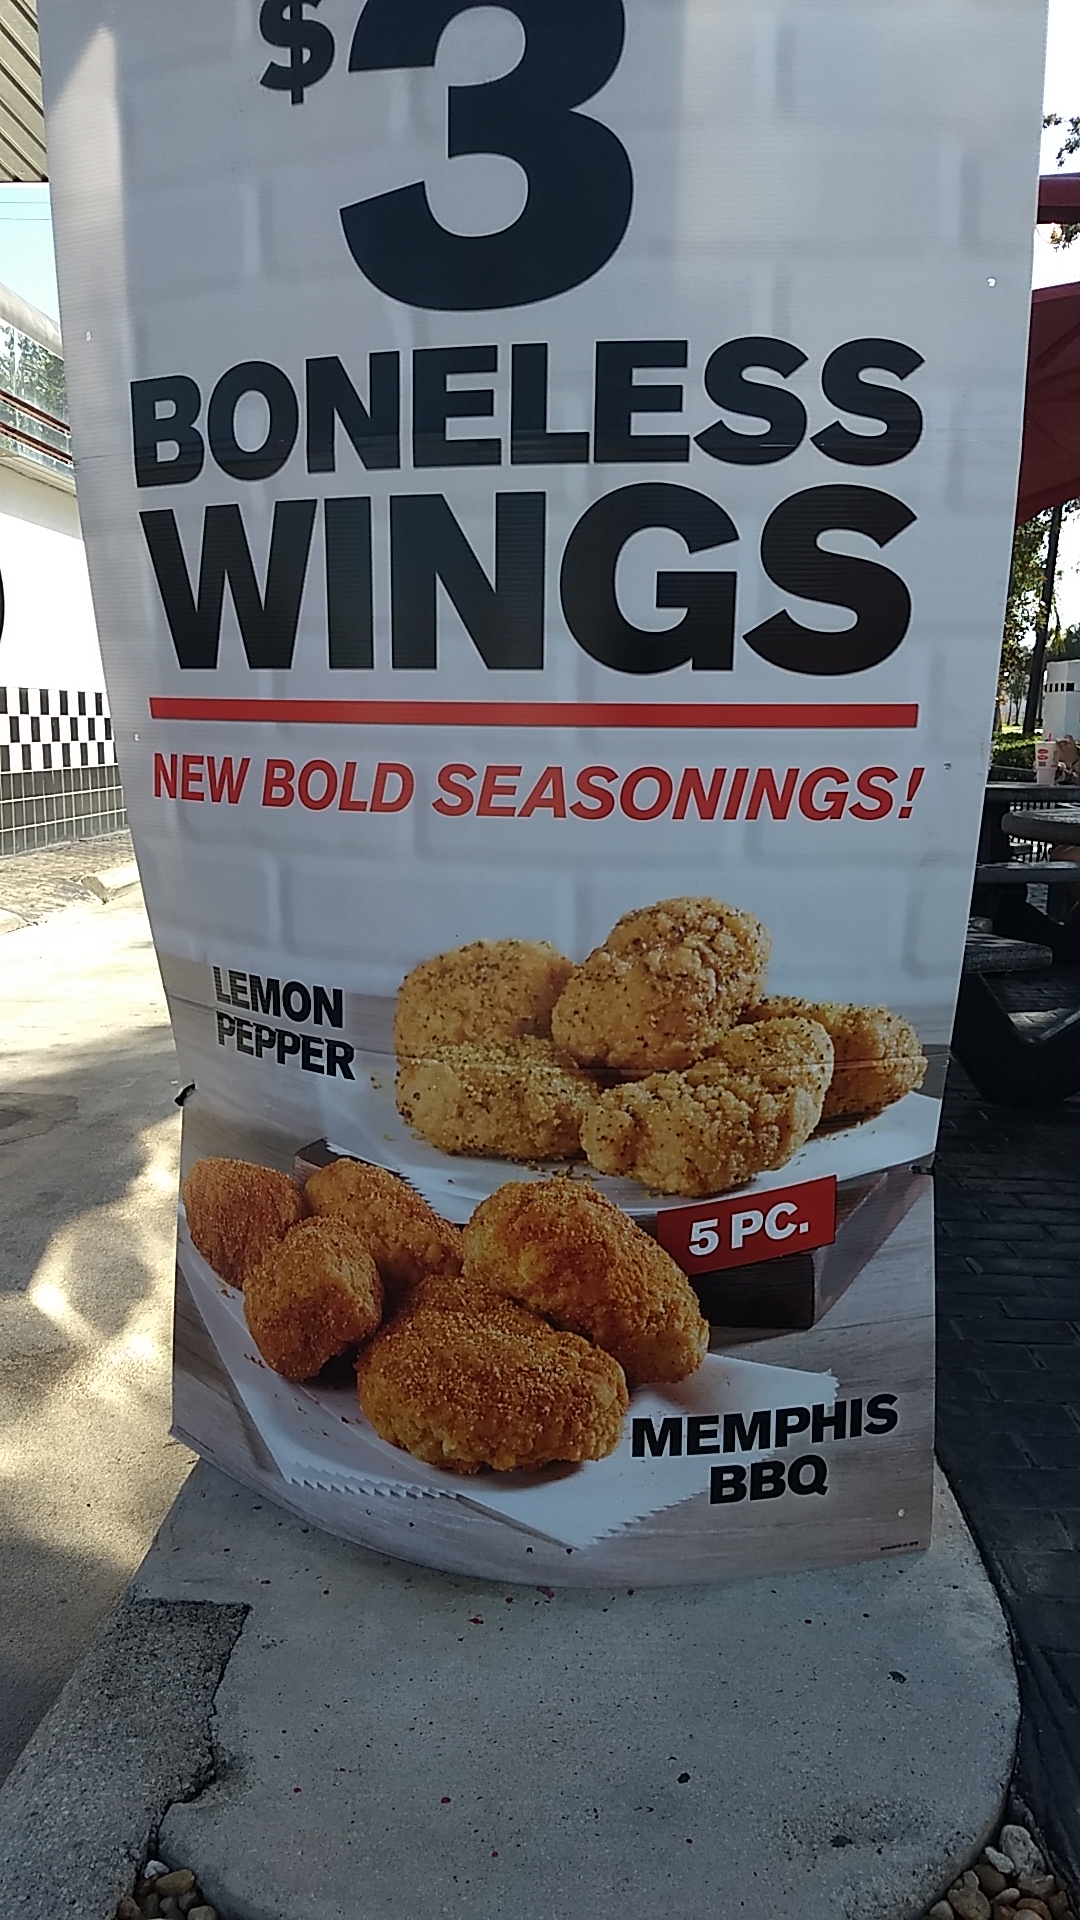 $3
BONELESS
WINGS
NEW BOLD SEASONINGS!
LEMON
PEPPER
5 PC.
MEMPHIS
BBQ